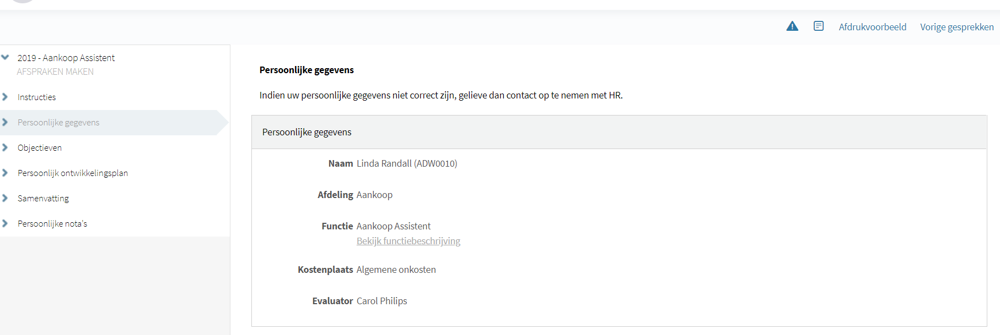 Afdrukvoorbeeld Vorige gesprekken
2019 - Aankoop Assistent
AFSPRAKEN MAKEN
Instructies
Persoonlijke gegevens
Objectieven
Persoonlijk ontwikkelingsplan
Samenvatting
Persoonlijke nota's
Persoonlijke gegevens
Indien uw persoonlijke gegevens niet correct zijn, gelieve dan contact op te nemen met HR.
Persoonlijke gegevens
Naam Linda Randall (ADW0010)
Afdeling Aankoop
Functie Aankoop Assistent
Bekijk functiebeschrijving
Kostenplaats Algemene onkosten
Evaluator Carol Philips